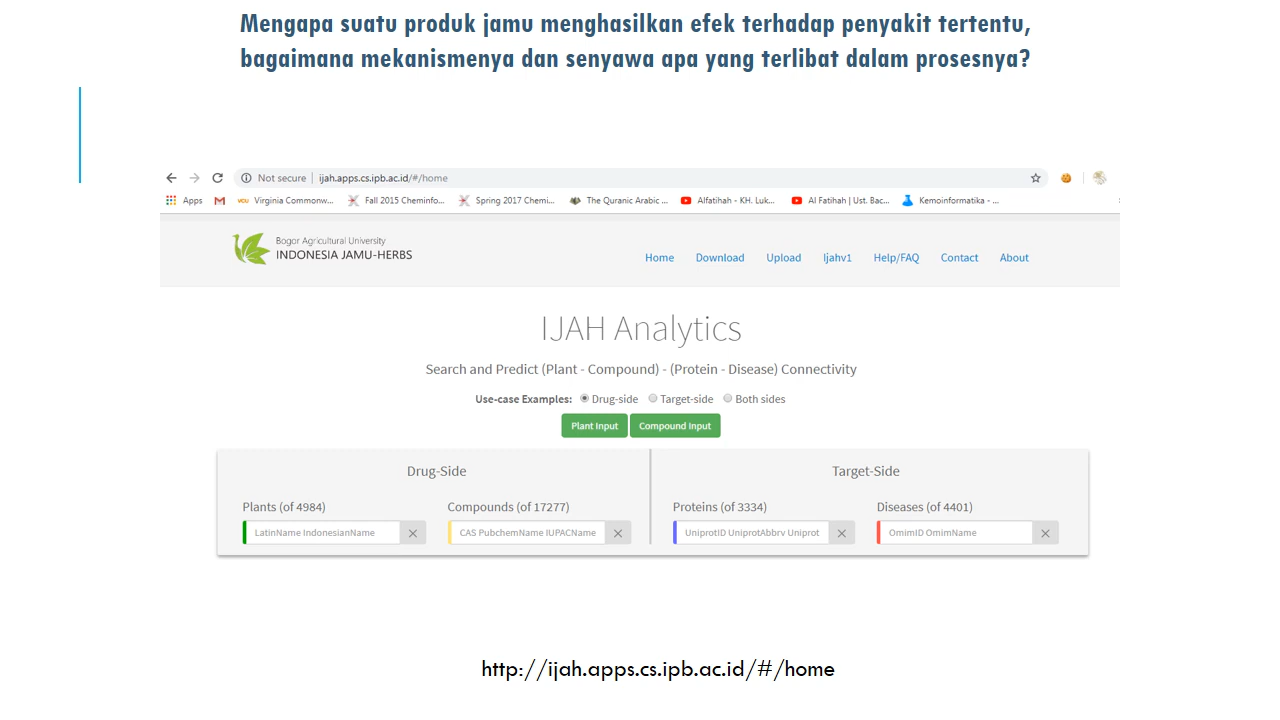 Mengapa suatu produk jamu menghasilkan efek terhadap penyakit tertentu,
bagaimana mekanismenya dan senyawa apa yang terlibat dalam prosesnya?
Not secure ijah.apps.cs.ipb.ac.id/#/home
Apps Virginia Commonw... Fall 2015 Cheminfo... Spring 2017 Chemi... The Quranic Arabic ... Alfatihah - KH. Luk... Al Fatihah | Ust. Bac... Kemoinformatika - ...
Bogor Agricultural University
INDONESIA JAMU-HERBS
Home Download Upload Ijahv1 Help/FAQ Contact About
IJAH Analytics
Search and Predict (Plant - Compound) - (Protein - Disease) Connectivity
Use-case Examples: Drug-side Target-side Both sides
Plant Input Compound Input
Drug-Side Target-Side
Plants (of 4984) Compounds (of 17277) Proteins (of 3334) Diseases (of 4401)
LatinName IndonesianName CAS PubchemName IUPACName UniprotID UniprotAbbrv Uniprot OmimID OmimName
http://ijah.apps.cs.ipb.ac.id/#/home